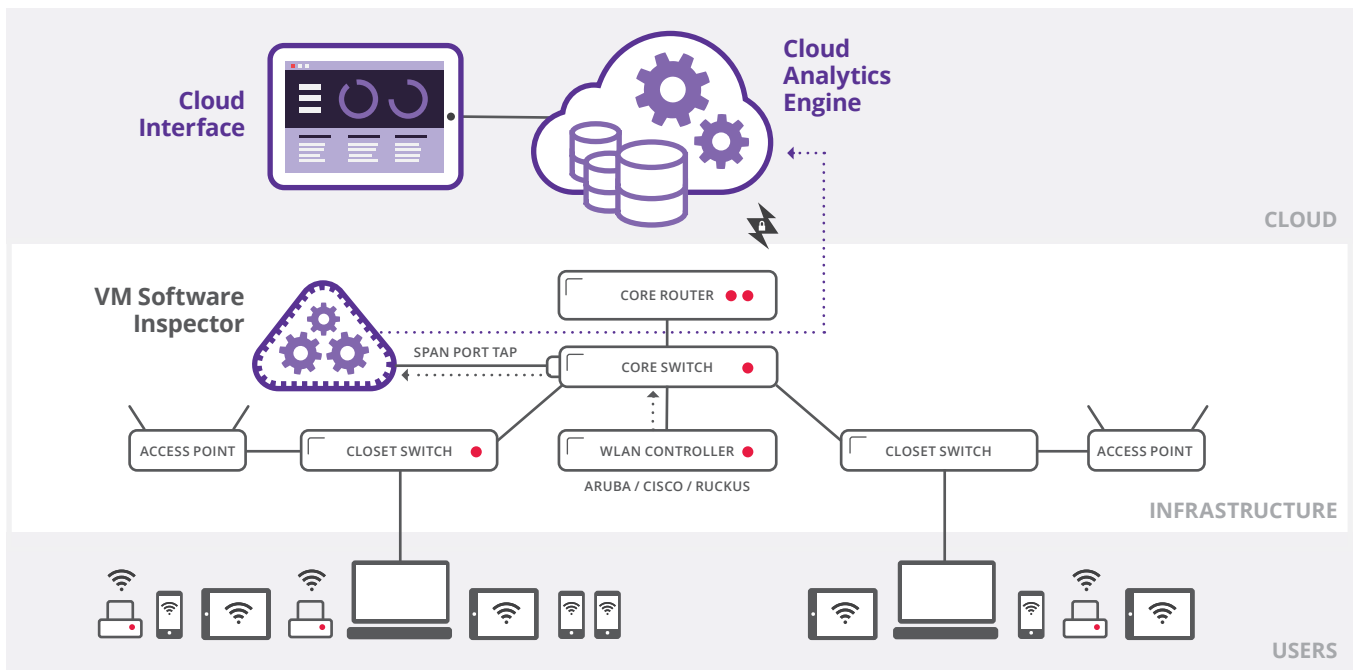 Cloud
Interface
Cloud
Analytics
Engine
CLOUD
VM Software
Inspector
CORE ROUTER
SPAN PORT TAP
CORE SWITCH
ACCESS POINT
CLOSET SWITCH
WLAN CONTROLLER
CLOSET SWITCH
ACCESS POINT
ARUBA / CISCO / RUCKUS
INFRASTRUCTURE
USERS